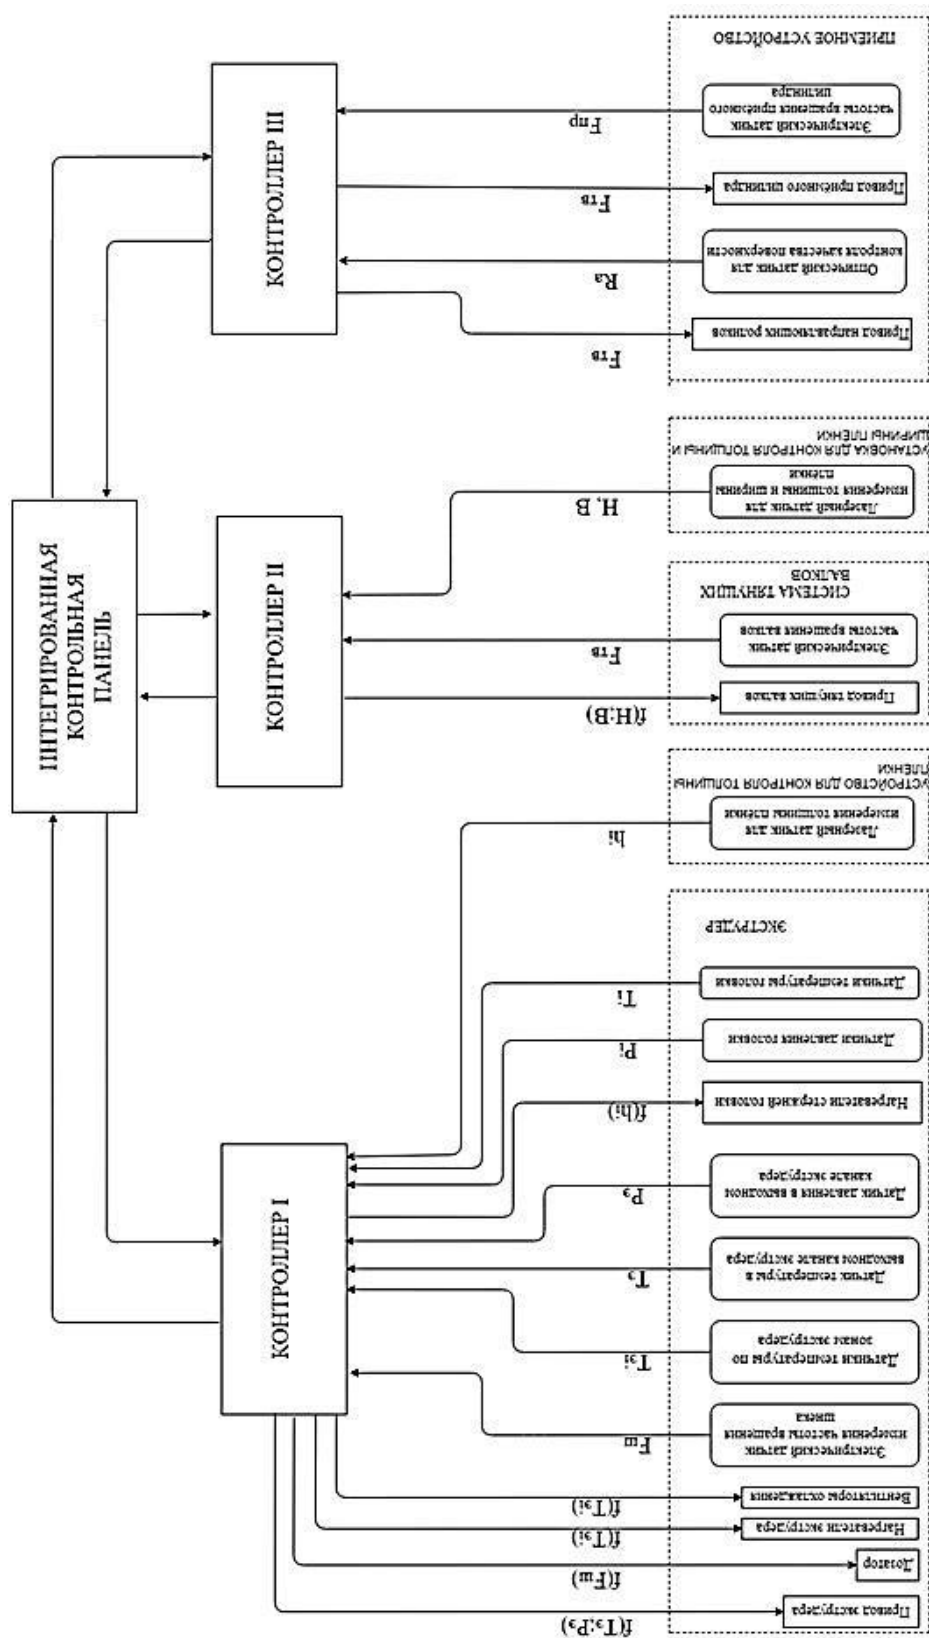 ИНТЕГРИРОВАННАЯ
КОНТРОЛЬНАЯ
ПАНЕЛЬ
КОНТРОЛЛЕР I
КОНТРОЛЛЕР II
КОНТРОЛЛЕР III
f(Tэ;Pэ)
f(Fш)
f(Tэi)
f(Tэi)
Fш
Tэi
Tэ
Pэ
f(hi)
Pi
Ti
hi
f(H;B)
Fтв
H, B
Fтв
Ra
Fтв
Fпр
Привод экструдера
Дозатор
Нагреватели экструдера
Вентиляторы охлаждения
Электрический датчик
измерения частоты вращения
шнека
Датчики температуры по
зонам экструдера
Датчик температуры в
выходном канале экструдера
Датчик давления в выходном
канале экструдера
Нагреватели стержней головки
Датчики давления головки
Датчики температуры головки
ЭКСТРУДЕР
Лазерный датчик для
измерения толщины плёнки
УСТРОЙСТВО ДЛЯ КОНТРОЛЯ ТОЛЩИНЫ
ПЛЕНКИ
Привод тянущих валков
Электрический датчик
частоты вращения валков
СИСТЕМА ТЯНУЩИХ
ВАЛКОВ
Лазерный датчик для
измерения толщины и ширины
плёнки
УСТАНОВКА ДЛЯ КОНТРОЛЯ ТОЛЩИНЫ И
ШИРИНЫ ПЛЕНКИ
Привод направляющих роликов
Оптический датчик для
контроля качества поверхности
Привод приёмного цилиндра
Электрический датчик
частоты вращения приёмного
цилиндра
ПРИЕМНОЕ УСТРОЙСТВО